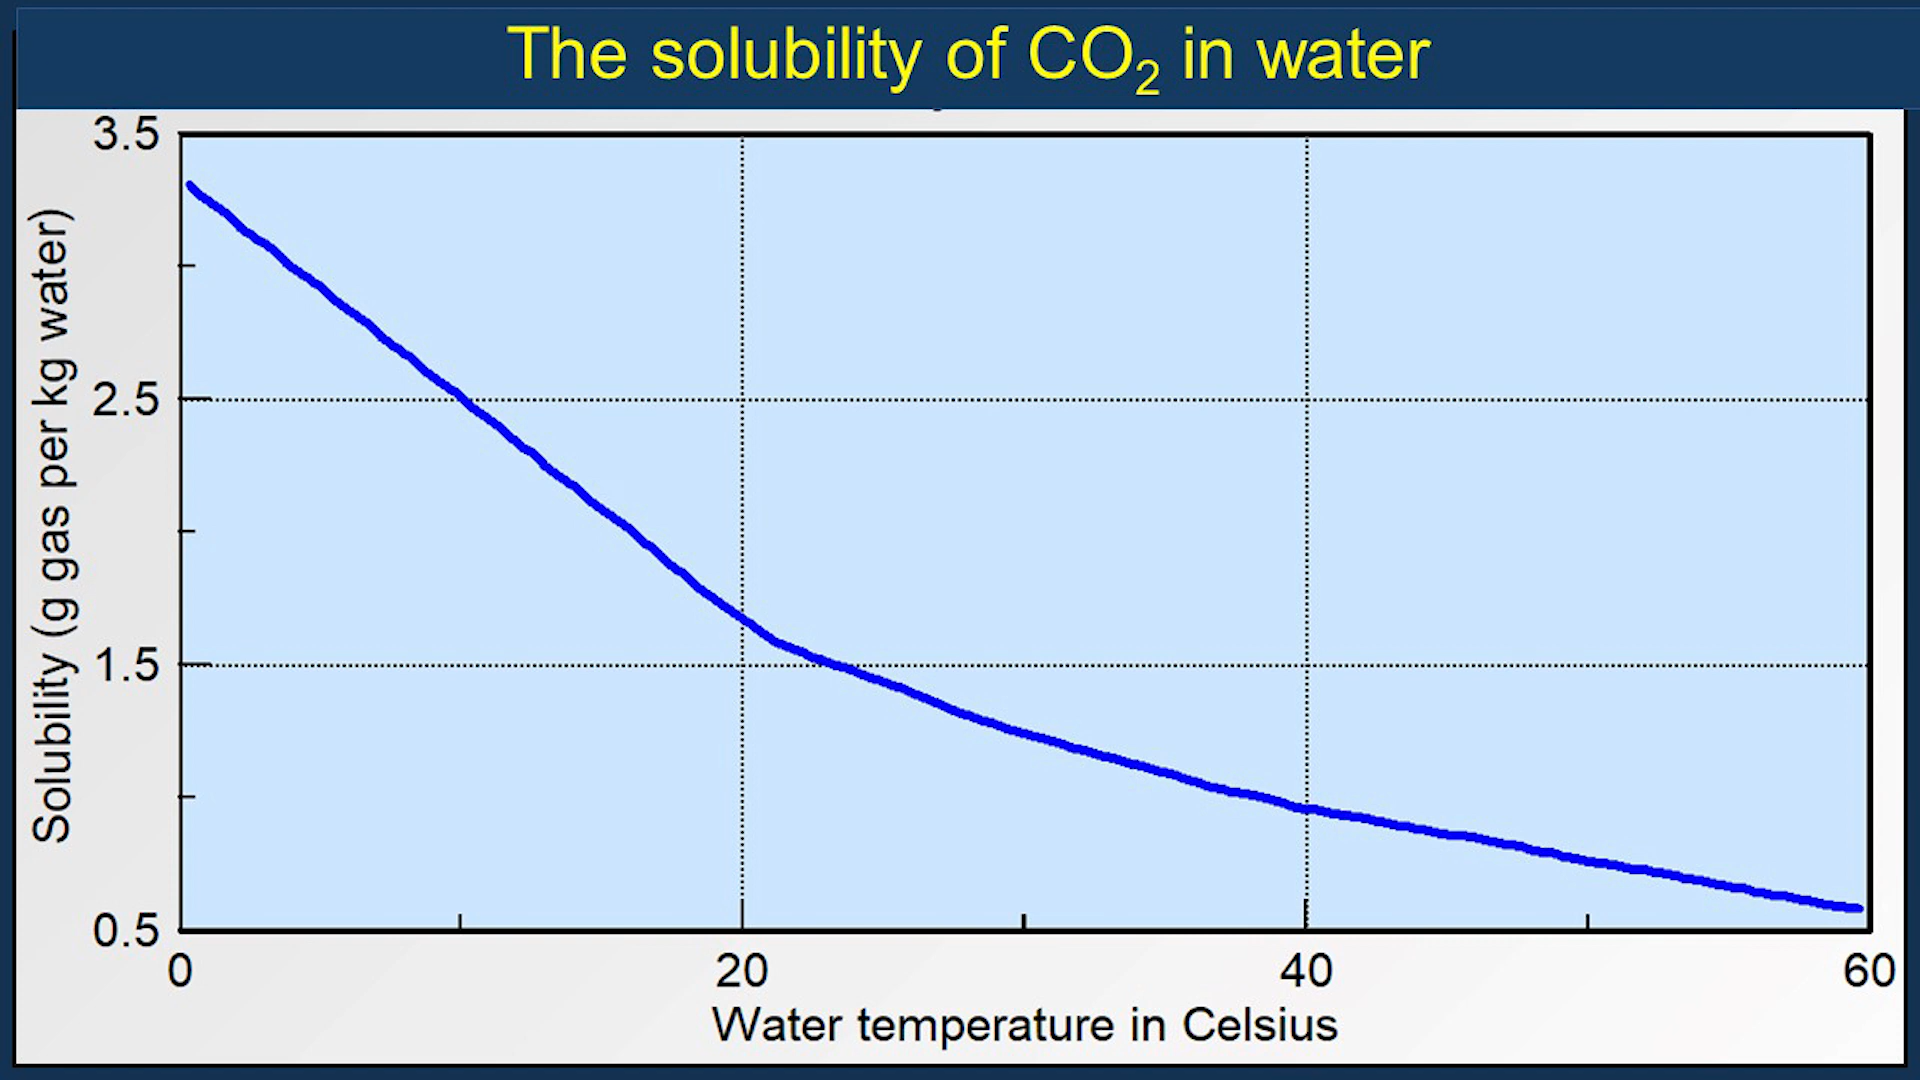 The solubility of CO₂ in water
3.5
2.5
1.5
0.5
Solubility (g gas per kg water)
0
20
40
60
Water temperature in Celsius